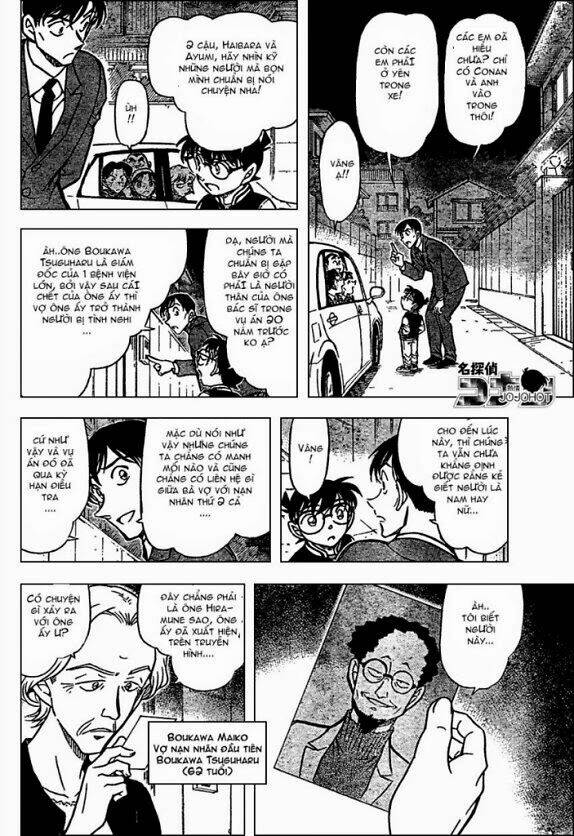 CÁC EM ĐÃ
HIỂU
CHƯA? CHỈ
CÓ CONAN
VÀ ANH
VÀO
TRONG
THÔI!
CÒN CÁC
EM PHẢI
Ở YÊN
TRONG
XE!
VÂNG
Ạ!!
名探偵
コナン
JOJOHOT
2 CẬU,
HAIBARA VÀ
AYUMI,
HÃY NHÌN KỸ
NHỮNG
NGƯỜI MÀ BỌN
MÌNH CHUẨN BỊ NÓI
CHUYỆN NHA!
ỪH
!!
DẠ, NGƯỜI MÀ
CHÚNG TA
CHUẨN BỊ GẶP
BÂY GIỜ CÓ
PHẢI LÀ NGƯỜI
THÂN CỦA
ÔNG BÁC SĨ TRONG
VỤ ÁN 20
NĂM TRƯỚC
KO Ạ?
ÀH..ÔNG
BOUKAWA
TSUGUHARU LÀ GIÁM
ĐỐC CỦA 1 BỆNH VIỆN
LỚN, BỞI VẬY SAU CÁI
CHẾT CỦA ÔNG ẤY THÌ
VỢ ÔNG ẤY TRỞ THÀNH
NGƯỜI BỊ TÌNH NGHI
...
CHO ĐẾN LÚC
NÀY, THÌ CHÚNG
TA VẪN CHƯA
KHẲNG ĐỊNH
ĐƯỢC RẰNG KẺ
GIẾT NGƯỜI LÀ
NAM HAY
NỮ...
VÂNG!
MẶC DÙ NÓI NHƯ
VẬY NHƯNG CHÚNG
TA CHẲNG CÓ MANH
MỐI NÀO VÀ CŨNG
CHẲNG CÓ LIÊN HỆ GÌ
GIỮA BÀ VỢ VỚI NẠN
NHÂN THỨ 2 CẢ
....
CỨ NHƯ
VẬY VÀ VỤ
ÁN ĐÓ ĐÃ
QUA KỲ
HẠN ĐIỀU
TRA
....
ÀH..
TÔI BIẾT
NGƯỜI
NÀY...
ĐÂY CHẲNG PHẢI
LÀ ÔNG HIRA-
MUNE SAO, ÔNG
ẤY ĐÃ XUẤT HIỆN
TRÊN TRUYỀN
HÌNH....
CÓ CHUYỆN
GÌ XẢY RA
VỚI ÔNG
ẤY Ư?
BOUKAWA MAIKO
VỢ NẠN NHÂN ĐẦU TIÊN
BOUKAWA TSUGUHARU
(62 TUỔI)